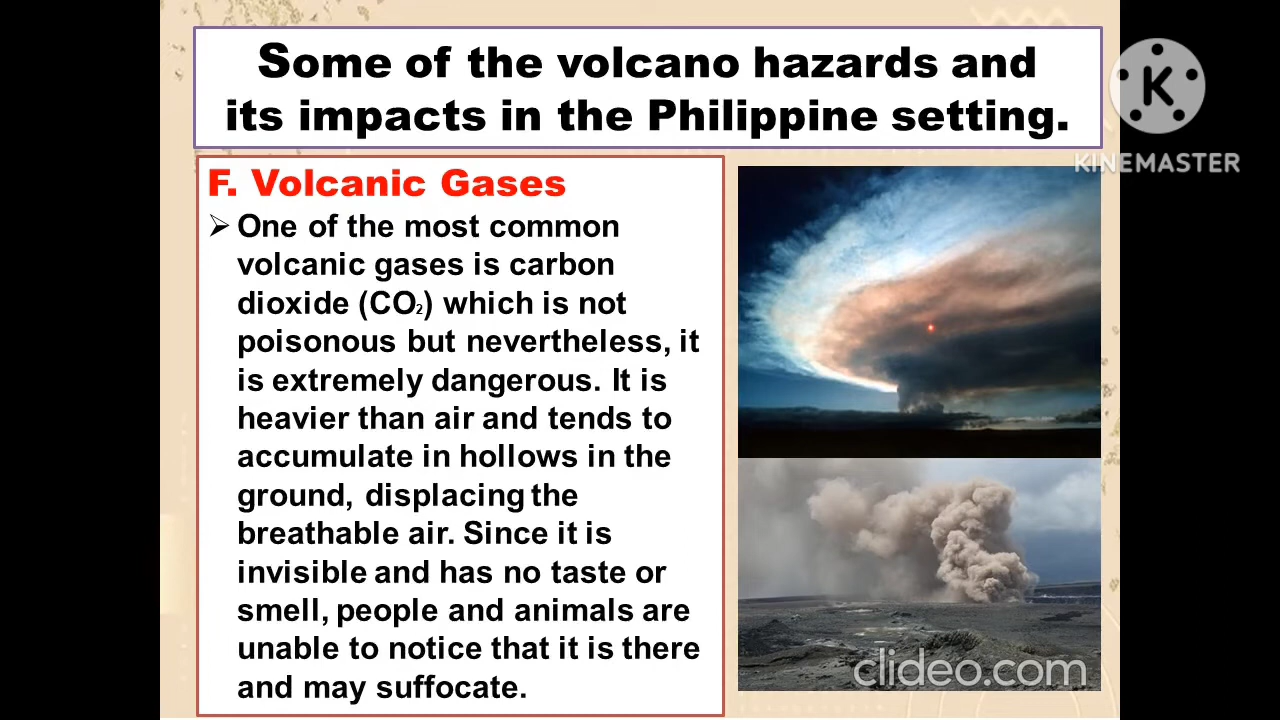 Some of the volcano hazards and
its impacts in the Philippine setting.
K
KINEMASTER
F. Volcanic Gases
➢ One of the most common
volcanic gases is carbon
dioxide (CO₂) which is not
poisonous but nevertheless, it
is extremely dangerous. It is
heavier than air and tends to
accumulate in hollows in the
ground, displacing the
breathable air. Since it is
invisible and has no taste or
smell, people and animals are
unable to notice that it is there
and may suffocate.
clideo.com